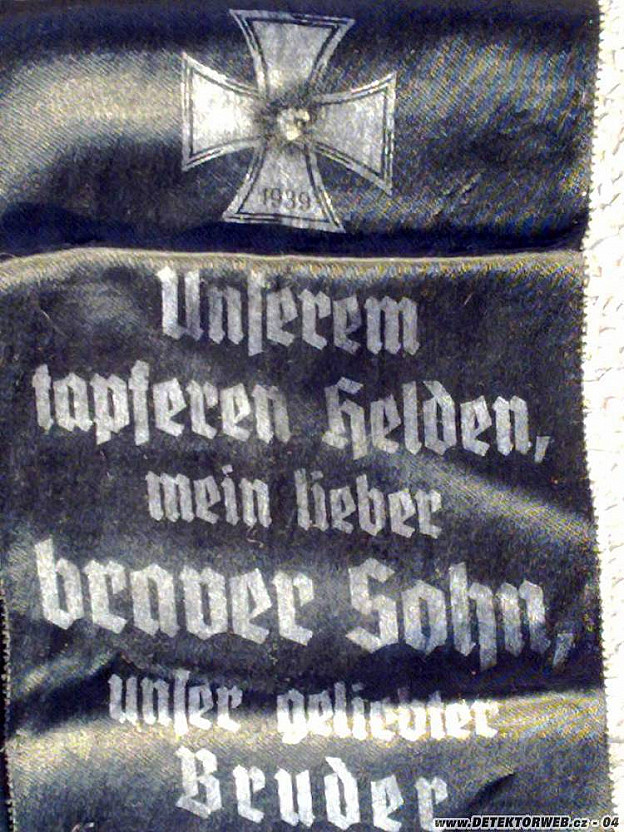 1939
Unserem
tapferen Helden,
mein lieber
braver Sohn,
unser geliebter
Bruder
www.DETEKTORWEB.cz - 04